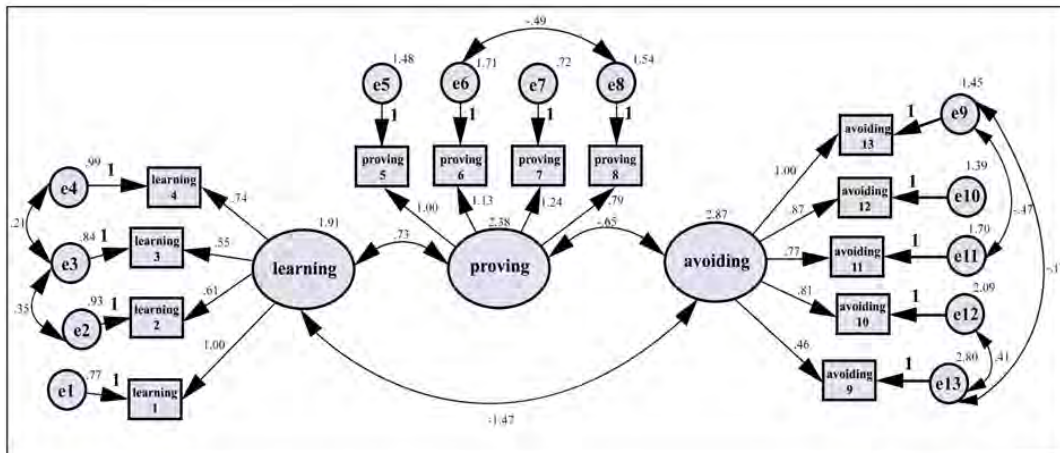 -.49
1.48
1.71
.72
1.54
e5
e6
e7
e8
1
1
1
1
proving
5
proving
6
proving
7
proving
8
1.00
1.13
1.24
.79
.99
e4
1
learning
4
.74
.21
.84
e3
1
learning
3
.55
.35
.93
e2
1
learning
2
.61
.77
e1
1
learning
1
1.00
1.91
learning
.73
2.38
proving
-.65
2.87
avoiding
-1.47
1.00
avoiding
13
1
e9
1.45
.87
avoiding
12
1
e10
1.39
.77
avoiding
11
1
e11
1.70
-.47
.81
avoiding
10
1
e12
2.09
.46
avoiding
9
1
e13
2.80
.41